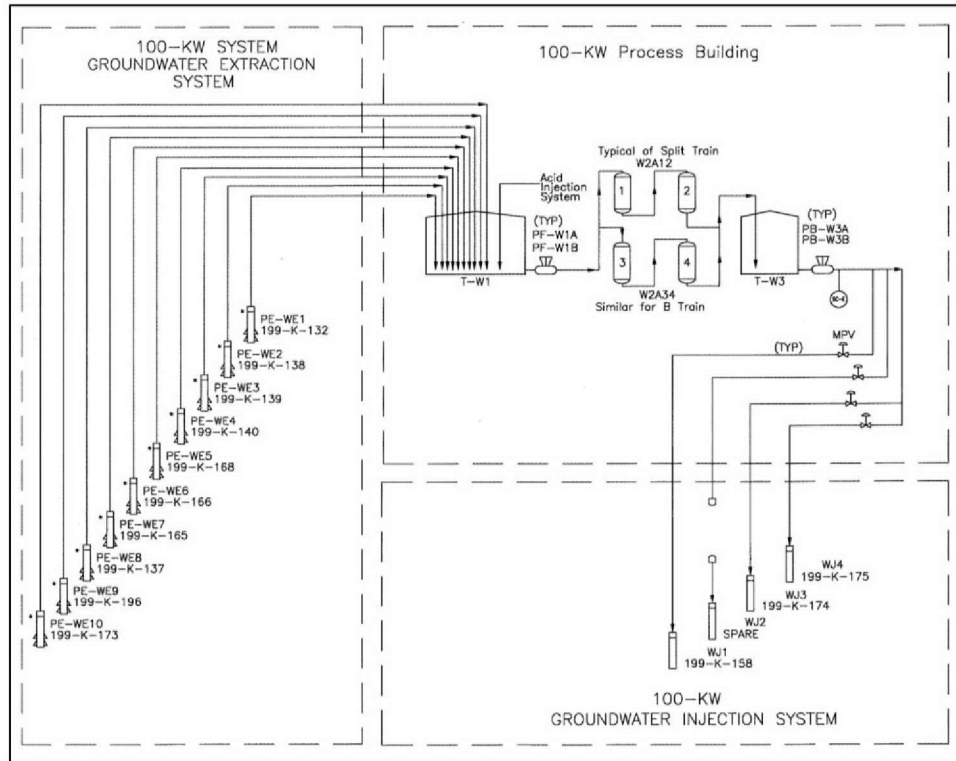 100-KW SYSTEM
GROUNDWATER EXTRACTION
SYSTEM
100-KW Process Building
Typical of Split Train
W2A12
Acid
Injection
System
1
2
3
4
(TYP)
PF-W1A
PF-W1B
(TYP)
PB-W3A
PB-W3B
T-W1
T-W3
W2A34
Similar for B Train
MPV
(TYP)
PE-WE1
199-K-132
PE-WE2
199-K-138
PE-WE3
199-K-139
PE-WE4
199-K-140
PE-WE5
199-K-168
PE-WE6
199-K-166
PE-WE7
199-K-165
PE-WE8
199-K-137
PE-WE9
199-K-196
PE-WE10
199-K-173
WJ4
199-K-175
WJ3
199-K-174
WJ2
SPARE
WJ1
199-K-158
100-KW
GROUNDWATER INJECTION SYSTEM